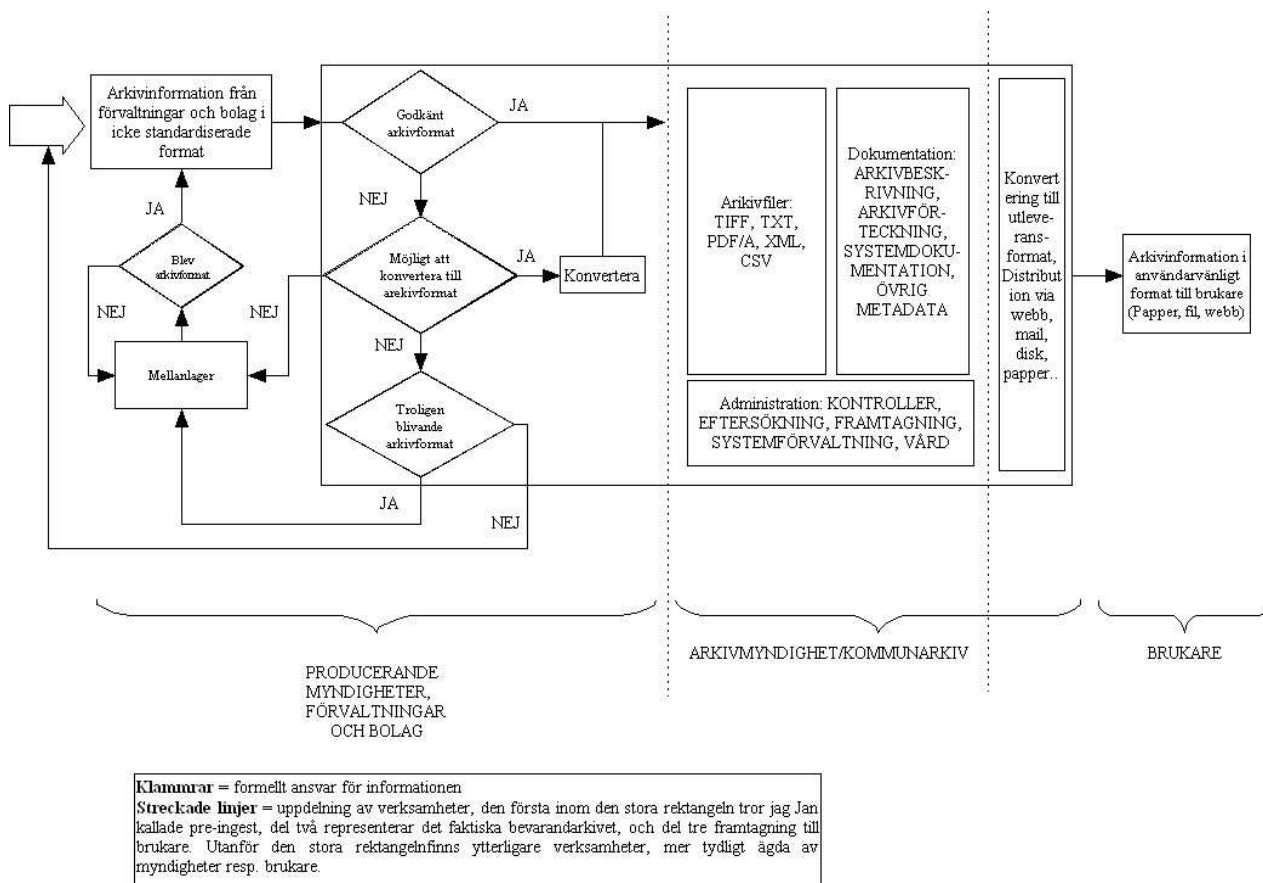 Arkivinformation från
förvaltningar och bolag i
icke standardiserade
format
Godkänt
arkivformat
JA
NEJ
JA
Blev
arkivformat
NEJ
NEJ
Möjligt att
konvertera till
arekivformat
JA
Konvertera
NEJ
Mellanlager
Troligen
blivande
arkivformat
JA
NEJ
Arikivfiler:
TIFF, TXT,
PDF/A, XML,
CSV
Dokumentation:
ARKIVBESK-
RIVNING,
ARKIVFÖR-
TECKNING,
SYSTEMDOKU-
MENTATION,
ÖVRIG
METADATA
Administration: KONTROLLER,
EFTERSÖKNING, FRAMTAGNING,
SYSTEMFÖRVALTNING, VÅRD
Konvert
ering till
utleve-
rans-
format,
Distribut
ion via
webb,
mail,
disk,
papper..
Arkivinformation i
användarvänligt
format till brukare
(Papper, fil, webb)
PRODUCERANDE
MYNDIGHETER,
FÖRVALTNINGAR
OCH BOLAG
ARKIVMYNDIGHET/KOMMUNARKIV
BRUKARE
Klammrar = formellt ansvar för informationen
Streckade linjer = uppdelning av verksamheter, den första inom den stora rektangeln tror jag Jan
kallade pre-ingest, del två representerar det faktiska bevarandarkivet, och del tre framtagning till
brukare. Utanför den stora rektangelnfinns ytterligare verksamheter, mer tydligt ägda av
myndigheter resp. brukare.